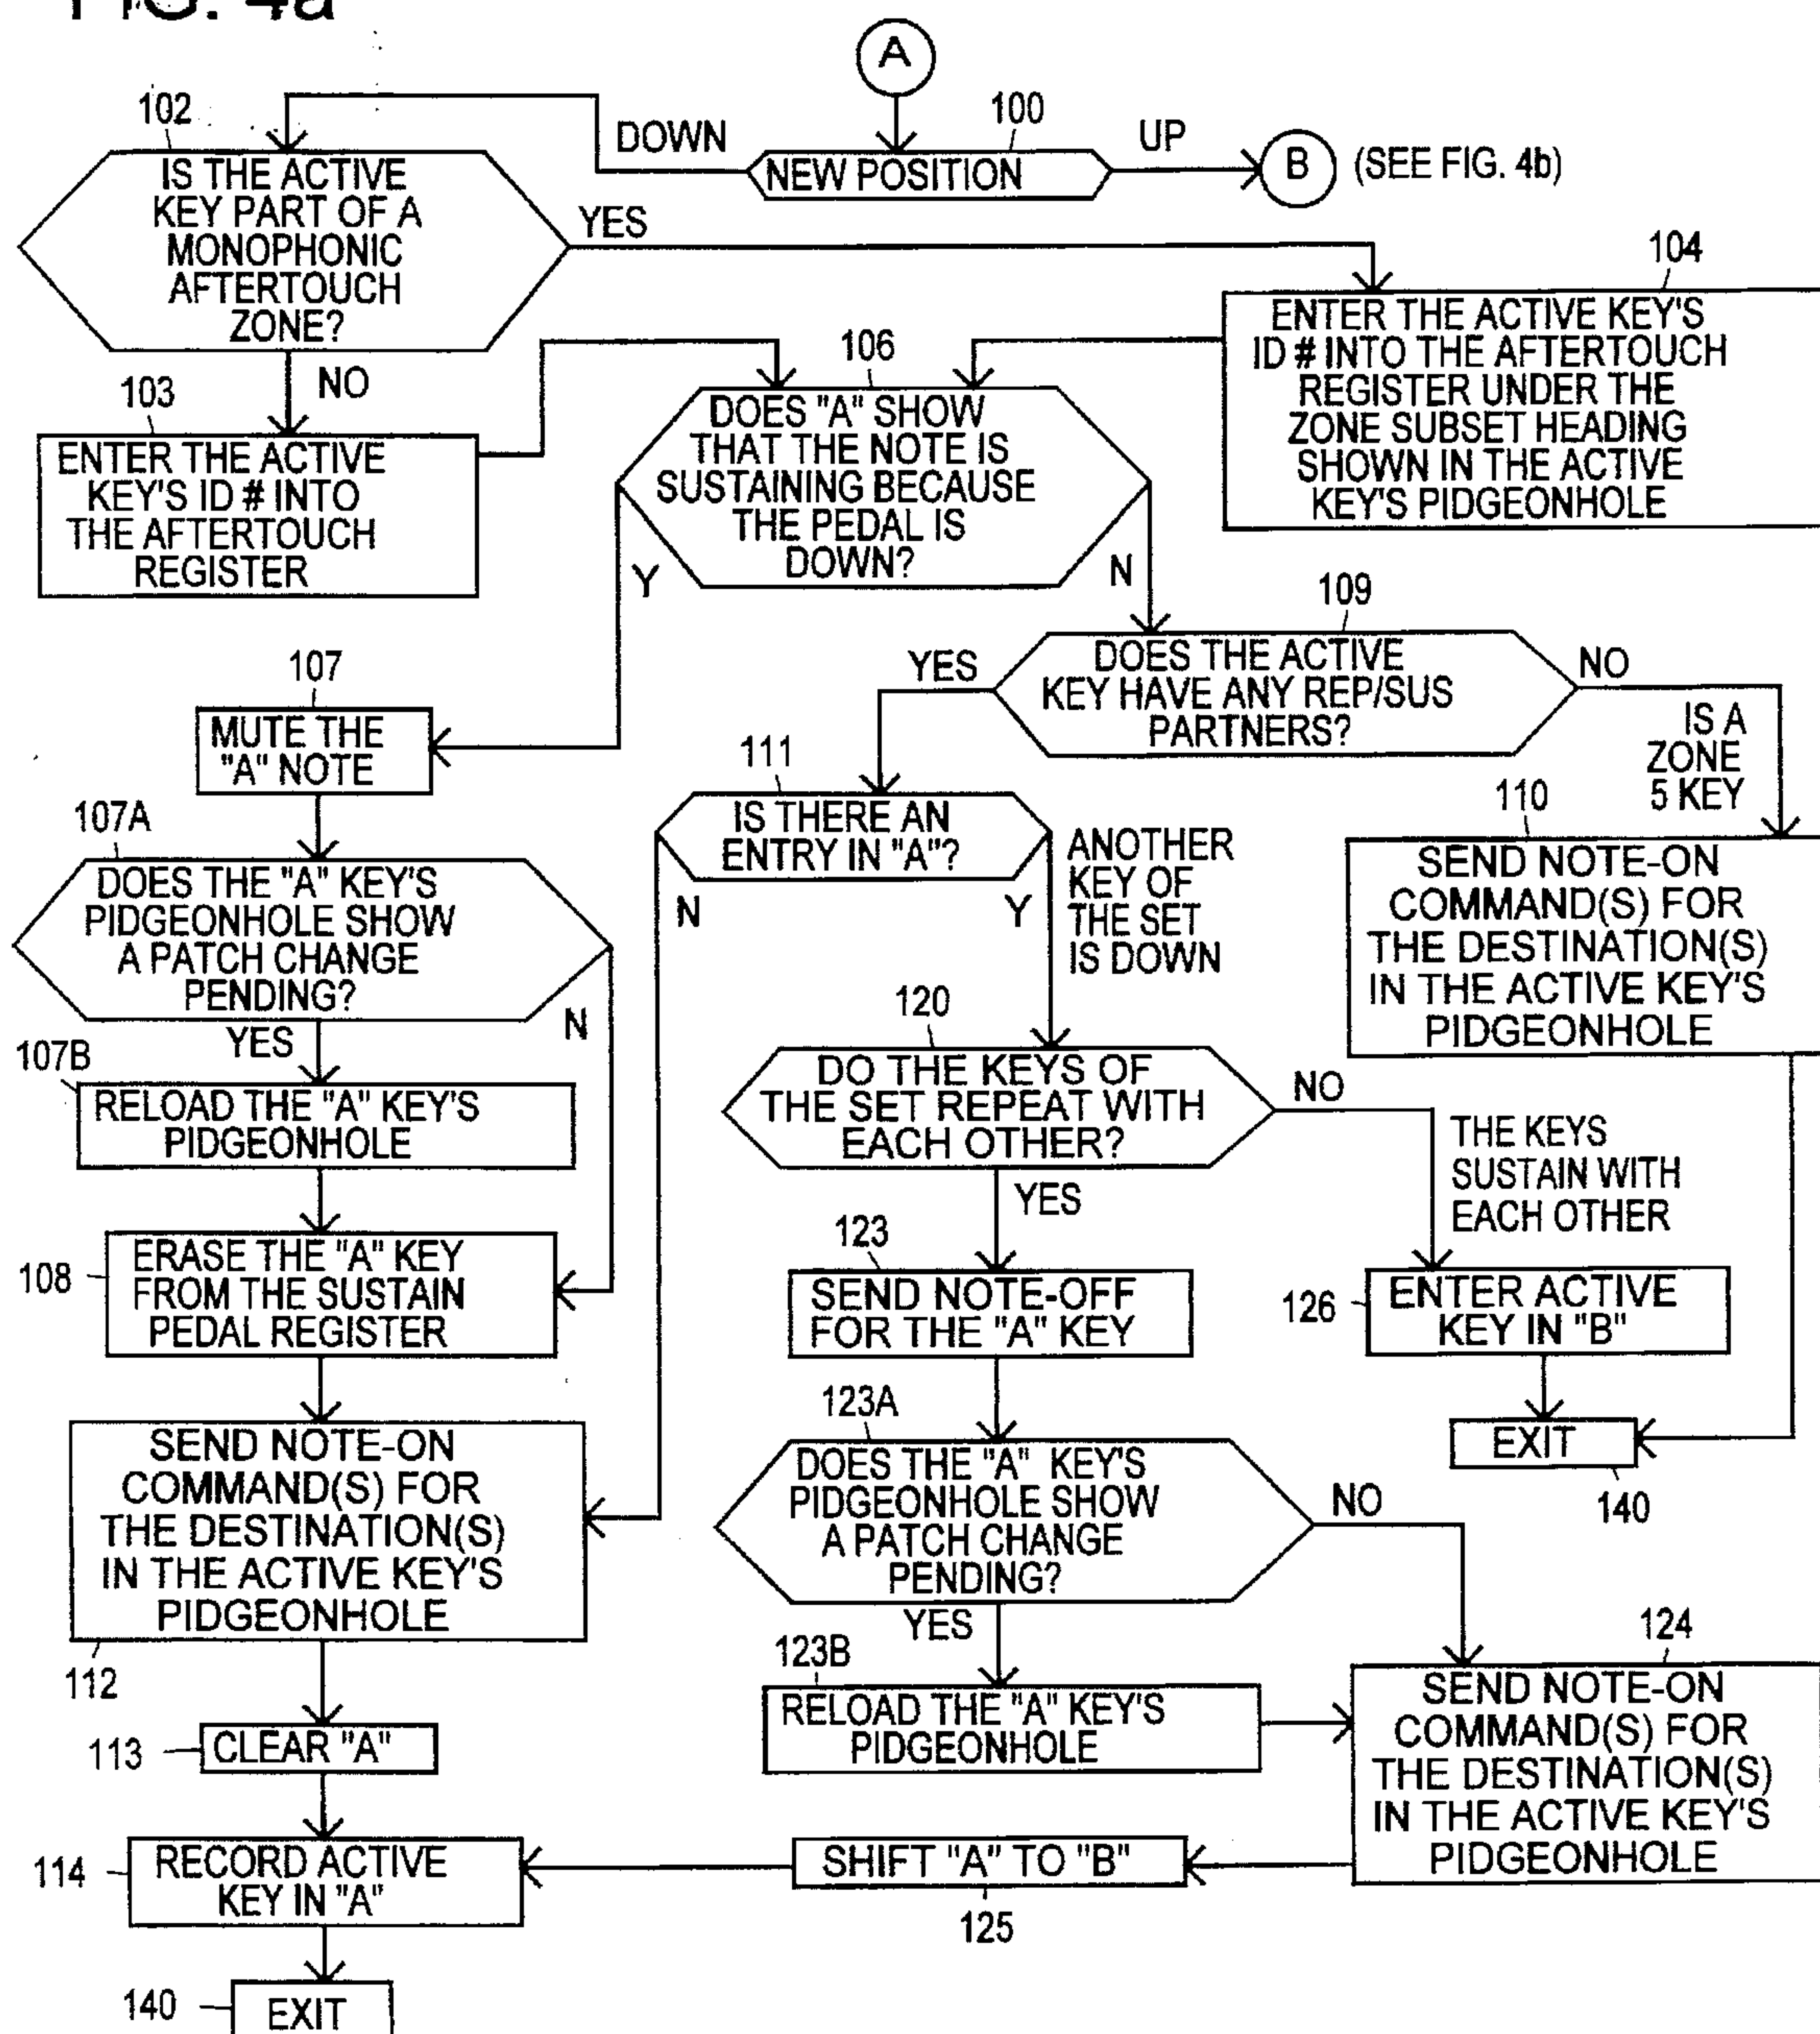 FIG. 4a
A
102
DOWN
100
UP
NEW POSITION
B
(SEE FIG. 4b)
IS THE ACTIVE
KEY PART OF A
MONOPHONIC
AFTERTOUCH
ZONE?
YES
NO
104
ENTER THE ACTIVE KEY'S
ID # INTO THE AFTERTOUCH
REGISTER UNDER THE
ZONE SUBSET HEADING
SHOWN IN THE ACTIVE
KEY'S PIDGEONHOLE
103
ENTER THE ACTIVE
KEY'S ID # INTO
THE AFTERTOUCH
REGISTER
106
DOES "A" SHOW
THAT THE NOTE IS
SUSTAINING BECAUSE
THE PEDAL IS
DOWN?
Y
N
109
YES
DOES THE ACTIVE
KEY HAVE ANY REP/SUS
PARTNERS?
NO
IS A
ZONE
5 KEY
107
MUTE THE
"A" NOTE
111
IS THERE AN
ENTRY IN "A"?
N
Y
ANOTHER
KEY OF
THE SET
IS DOWN
110
SEND NOTE-ON
COMMAND(S) FOR
THE DESTINATION(S)
IN THE ACTIVE KEY'S
PIDGEONHOLE
107A
DOES THE "A" KEY'S
PIDGEONHOLE SHOW
A PATCH CHANGE
PENDING?
YES
N
107B
RELOAD THE "A" KEY'S
PIDGEONHOLE
120
DO THE KEYS OF
THE SET REPEAT WITH
EACH OTHER?
NO
THE KEYS
SUSTAIN WITH
EACH OTHER
YES
108
ERASE THE "A" KEY
FROM THE SUSTAIN
PEDAL REGISTER
123
SEND NOTE-OFF
FOR THE "A" KEY
126
ENTER ACTIVE
KEY IN "B"
EXIT
140
123A
DOES THE "A" KEY'S
PIDGEONHOLE SHOW
A PATCH CHANGE
PENDING?
NO
YES
SEND NOTE-ON
COMMAND(S) FOR
THE DESTINATION(S)
IN THE ACTIVE KEY'S
PIDGEONHOLE
112
123B
RELOAD THE "A" KEY'S
PIDGEONHOLE
124
SEND NOTE-ON
COMMAND(S) FOR
THE DESTINATION(S)
IN THE ACTIVE KEY'S
PIDGEONHOLE
113
CLEAR "A"
114
RECORD ACTIVE
KEY IN "A"
SHIFT "A" TO "B"
125
140
EXIT